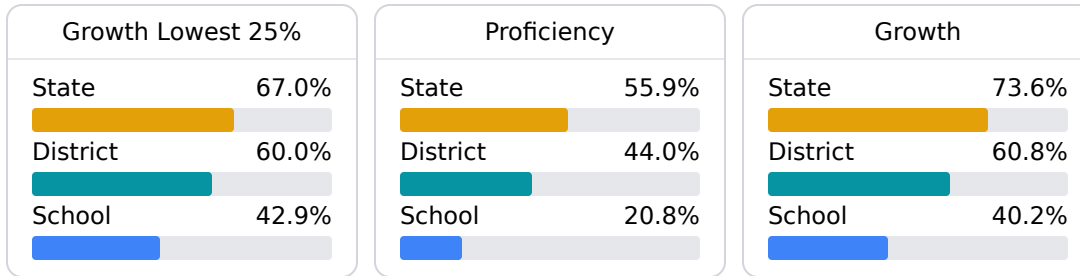 Growth Lowest 25%
State 67.0%
District 60.0%
School 42.9%
Proficiency
State 55.9%
District 44.0%
School 20.8%
Growth
State 73.6%
District 60.8%
School 40.2%